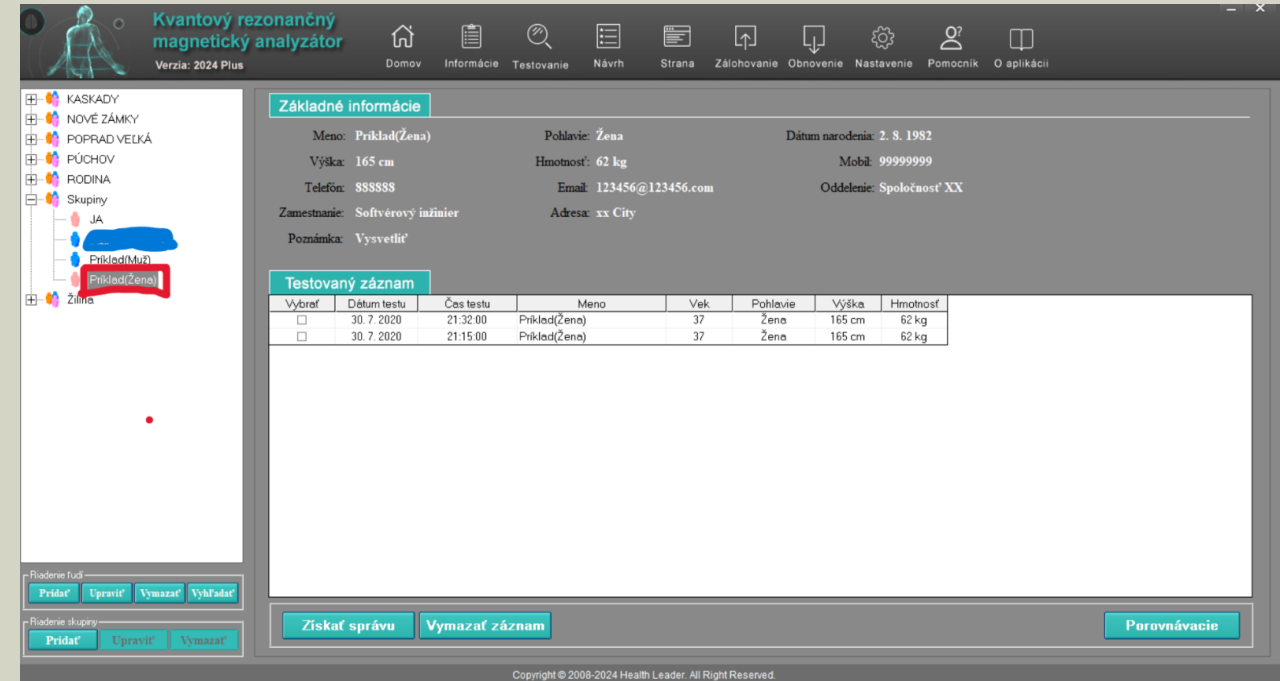 Kvantový rezonančný
magnetický analyzátor
Verzia: 2024 Plus
Domov Informácie Testovanie Návrh Strana Zálohovanie Obnovenie Nastavenie Pomocník O aplikácii
KASKADY
NOVÉ ZÁMKY
POPRAD VEĽKÁ
PÚCHOV
RODINA
Skupiny
JA
Príklad(Muž)
Príklad(Žena)
Žilina
Riadenie ľudí
Pridať Upraviť Vymazať Vyhľadať
Riadenie skupiny
Pridať Upraviť Vymazať
Základné informácie
Meno: Príklad(Žena) Pohlavie: Žena Dátum narodenia: 2. 8. 1982
Výška: 165 cm Hmotnosť: 62 kg Mobil: 99999999
Telefón: 888888 Email: 123456@123456.com Oddelenie: Spoločnosť XX
Zamestnanie: Softvérový inžinier Adresa: xx City
Poznámka: Vysvetliť
Testovaný záznam
Vybrať Dátum testu Čas testu Meno Vek Pohlavie Výška Hmotnosť
30. 7. 2020 21:32:00 Príklad(Žena) 37 Žena 165 cm 62 kg
30. 7. 2020 21:15:00 Príklad(Žena) 37 Žena 165 cm 62 kg
Získať správu Vymazať záznam Porovnávacie
Copyright © 2008-2024 Health Leader. All Right Reserved.